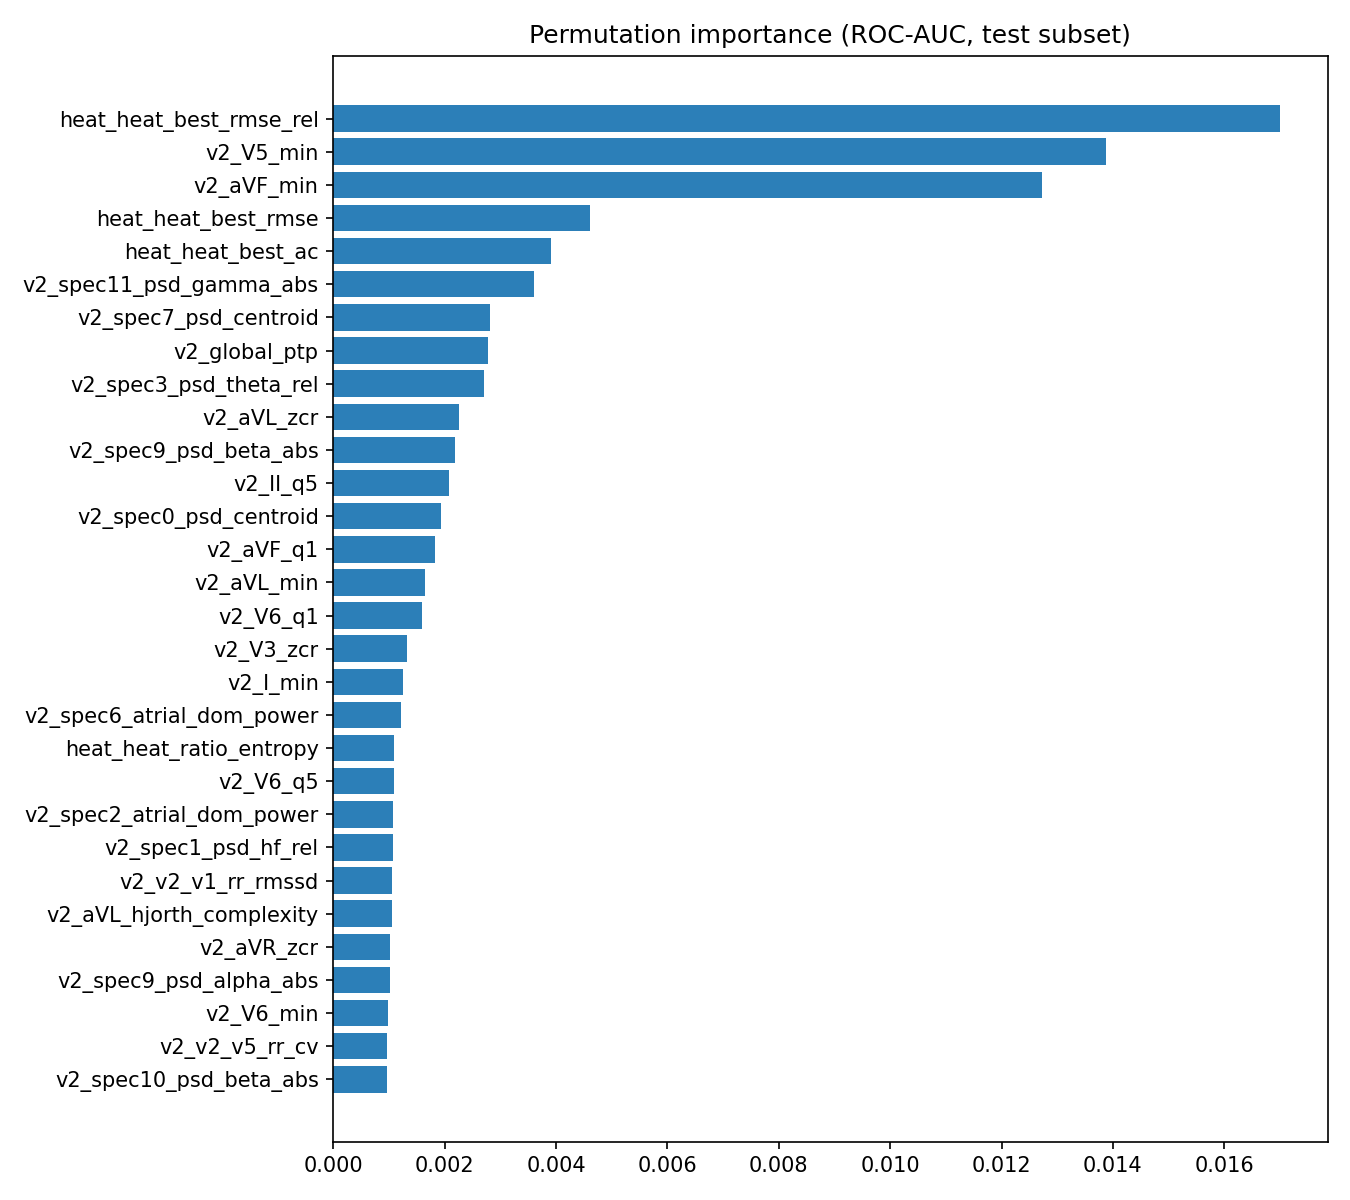 Permutation importance (ROC-AUC, test subset)
heat_heat_best_rmse_rel
v2_V5_min
v2_aVF_min
heat_heat_best_rmse
heat_heat_best_ac
v2_spec11_psd_gamma_abs
v2_spec7_psd_centroid
v2_global_ptp
v2_spec3_psd_theta_rel
v2_aVL_zcr
v2_spec9_psd_beta_abs
v2_II_q5
v2_spec0_psd_centroid
v2_aVF_q1
v2_aVL_min
v2_V6_q1
v2_V3_zcr
v2_I_min
v2_spec6_atrial_dom_power
heat_heat_ratio_entropy
v2_V6_q5
v2_spec2_atrial_dom_power
v2_spec1_psd_hf_rel
v2_v2_v1_rr_rmssd
v2_aVL_hjorth_complexity
v2_aVR_zcr
v2_spec9_psd_alpha_abs
v2_V6_min
v2_v2_v5_rr_cv
v2_spec10_psd_beta_abs
0.000 0.002 0.004 0.006 0.008 0.010 0.012 0.014 0.016